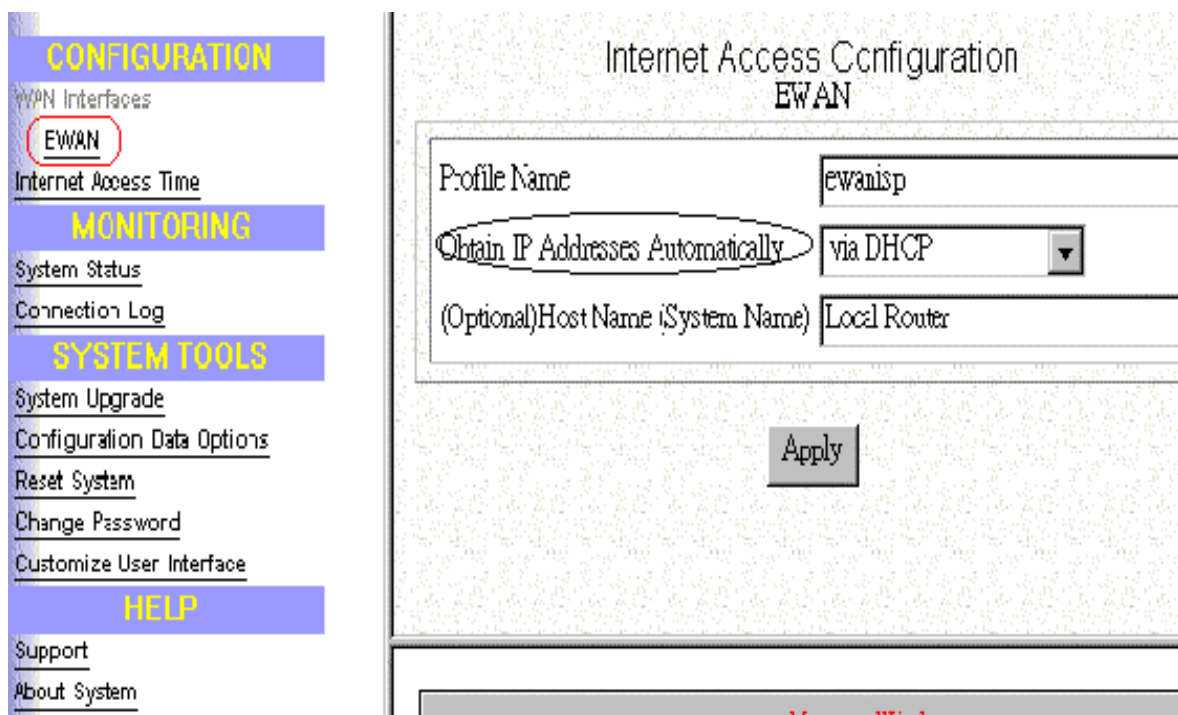 CONFIGURATION
WAN Interfaces
EWAN
Internet Access Time
MONITORING
System Status
Connection Log
SYSTEM TOOLS
System Upgrade
Configuration Data Options
Reset System
Change Password
Customize User Interface
HELP
Support
About System
Internet Access Configuration
EWAN
Profile Name
ewanisp
Obtain IP Addresses Automatically
via DHCP
(Optional)Host Name (System Name)
Local Router
Apply